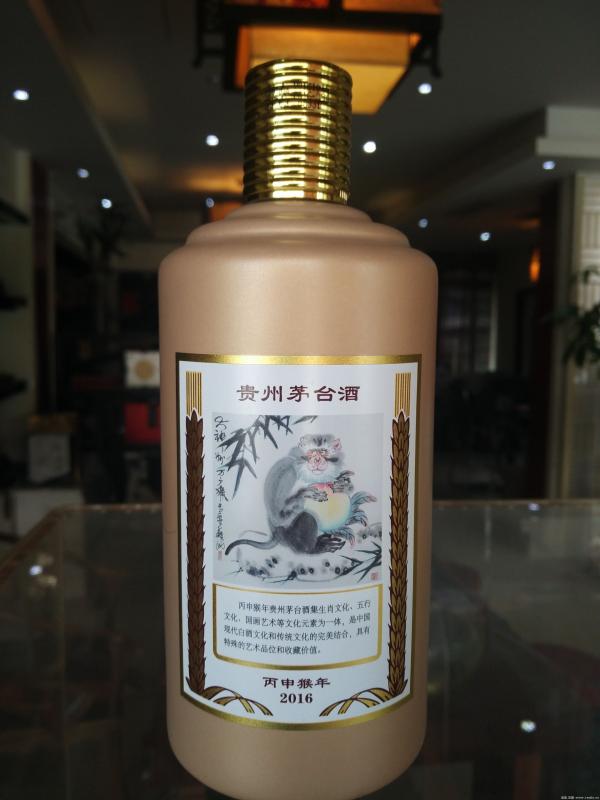 贵州茅台酒
丙申猴年贵州茅台酒集生肖文化、五行
文化、国画艺术等文化元素为一体，是中国
现代白酒文化和传统文化的完美结合，具有
特殊的艺术品位和收藏价值。
丙申猴年
2016